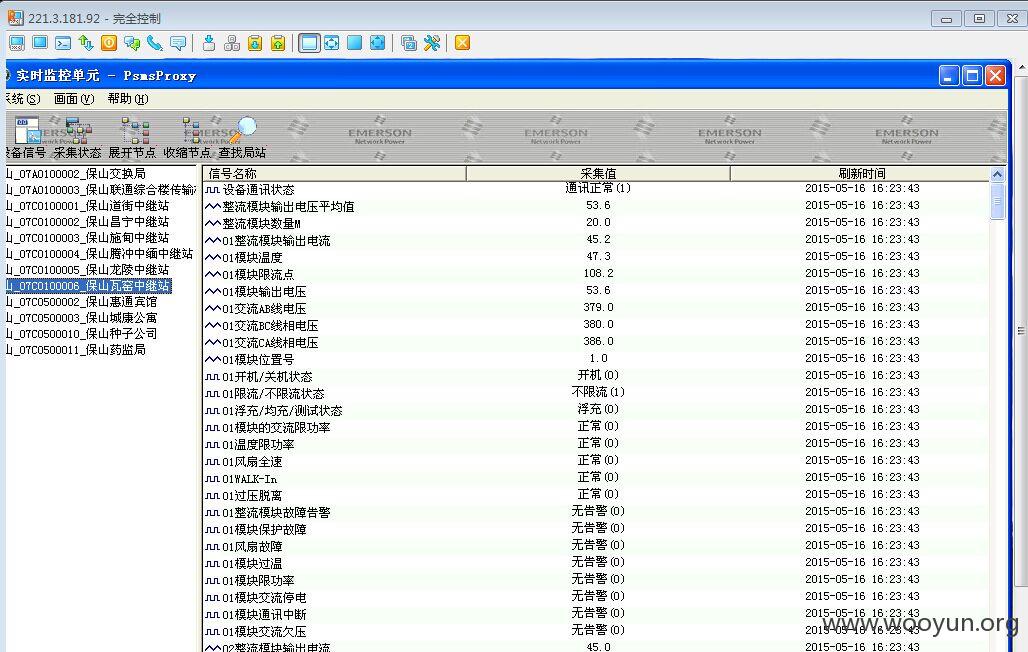 221.3.181.92 - 完全控制
实时监控单元 - PsmsProxy
系统(S) 画面(V) 帮助(H)
EMERSON Network Power EMERSON Network Power EMERSON Network Power EMERSON Network Power
设备信号 采集状态 展开节点 收缩节点 查找局站
山_07A0100002_保山交换局
山_07A0100003_保山联通综合楼传输
山_07C0100001_保山道街中继站
山_07C0100002_保山昌宁中继站
山_07C0100003_保山施甸中继站
山_07C0100004_保山腾冲中缅中继站
山_07C0100005_保山龙陵中继站
山_07C0100006_保山瓦窑中继站
山_07C0500002_保山惠通宾馆
山_07C0500003_保山城康公寓
山_07C0500010_保山种子公司
山_07C0500011_保山药监局
信号名称 采集值 刷新时间
设备通讯状态 通讯正常(1) 2015-05-16 16:23:43
整流模块输出电压平均值 53.6 2015-05-16 16:23:43
整流模块数量M 20.0 2015-05-16 16:23:43
01整流模块输出电流 45.2 2015-05-16 16:23:43
01模块温度 47.3 2015-05-16 16:23:43
01模块限流点 108.2 2015-05-16 16:23:43
01模块输出电压 53.6 2015-05-16 16:23:43
01交流AB线电压 379.0 2015-05-16 16:23:43
01交流BC线相电压 380.0 2015-05-16 16:23:43
01交流CA线相电压 386.0 2015-05-16 16:23:43
01模块位置号 1.0 2015-05-16 16:23:43
01开机/关机状态 开机(0) 2015-05-16 16:23:43
01限流/不限流状态 不限流(1) 2015-05-16 16:23:43
01浮充/均充/测试状态 浮充(0) 2015-05-16 16:23:43
01模块的交流限功率 正常(0) 2015-05-16 16:23:43
01温度限功率 正常(0) 2015-05-16 16:23:43
01风扇全速 正常(0) 2015-05-16 16:23:43
01WALK-In 正常(0) 2015-05-16 16:23:43
01过压脱离 正常(0) 2015-05-16 16:23:43
01整流模块故障告警 无告警(0) 2015-05-16 16:23:43
01模块保护故障 无告警(0) 2015-05-16 16:23:43
01风扇故障 无告警(0) 2015-05-16 16:23:43
01模块过温 无告警(0) 2015-05-16 16:23:43
01模块限功率 无告警(0) 2015-05-16 16:23:43
01模块交流停电 无告警(0) 2015-05-16 16:23:43
01模块通讯中断 无告警(0) 2015-05-16 16:23:43
01模块交流欠压 无告警(0) 2015-05-16 16:23:43
02整流模块输出电流 45.0 2015-05-16 16:23:43
www.wooyun.org